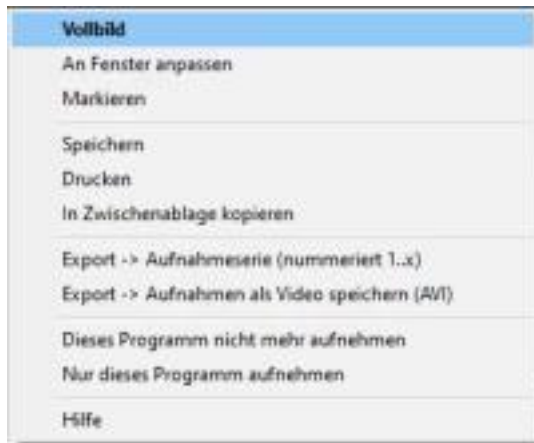 Vollbild
An Fenster anpassen
Markieren
Speichern
Drucken
In Zwischenablage kopieren
Export -> Aufnahmeserie (nummeriert 1..x)
Export -> Aufnahmen als Video speichern (AVI)
Dieses Programm nicht mehr aufnehmen
Nur dieses Programm aufnehmen
Hilfe